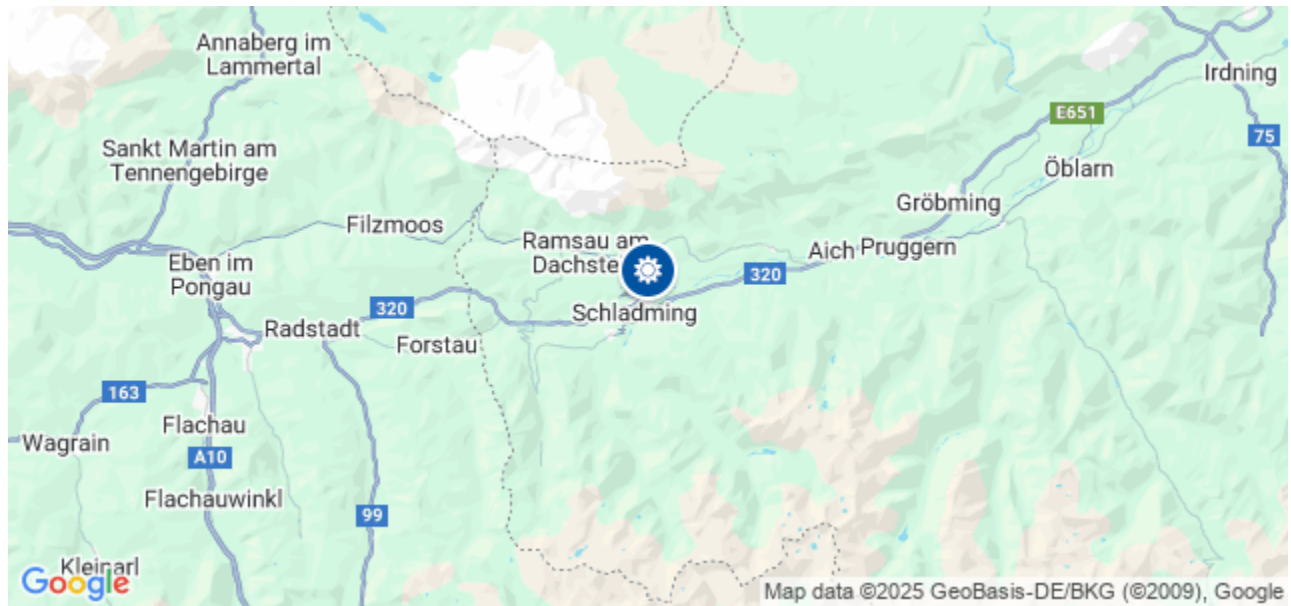 Annaberg im
Lammertal
Irdning
E651
75
Sankt Martin am
Tennengebirge
Öblarn
Gröbming
Filzmoos
Ramsau am
Dachste
Aich
Pruggern
Eben im
Pongau
320
320
Schladming
Radstadt
Forstau
163
Flachau
Wagrain
A10
Flachauwinkl
99
Kleinarl
Google
Map data ©2025 GeoBasis-DE/BKG (©2009), Google